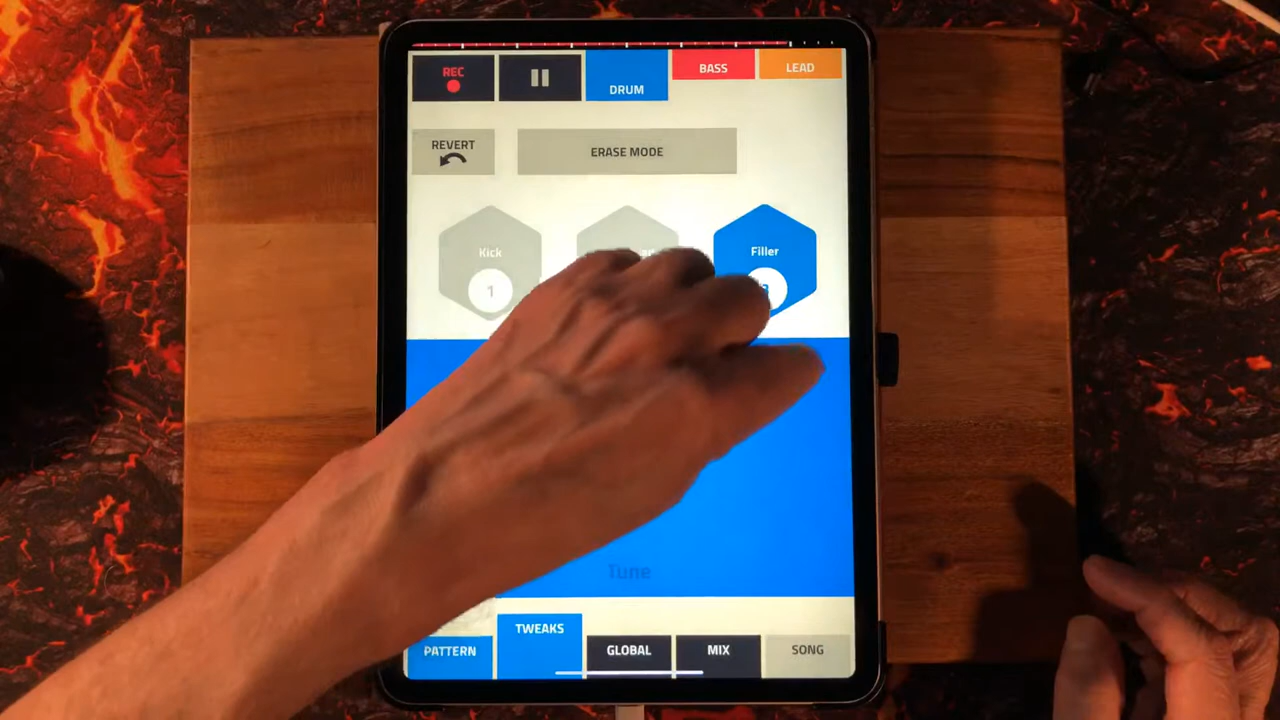 REC
DRUM
BASS
LEAD
REVERT
ERASE MODE
Kick
Filler
1
Tune
PATTERN
TWEAKS
GLOBAL
MIX
SONG